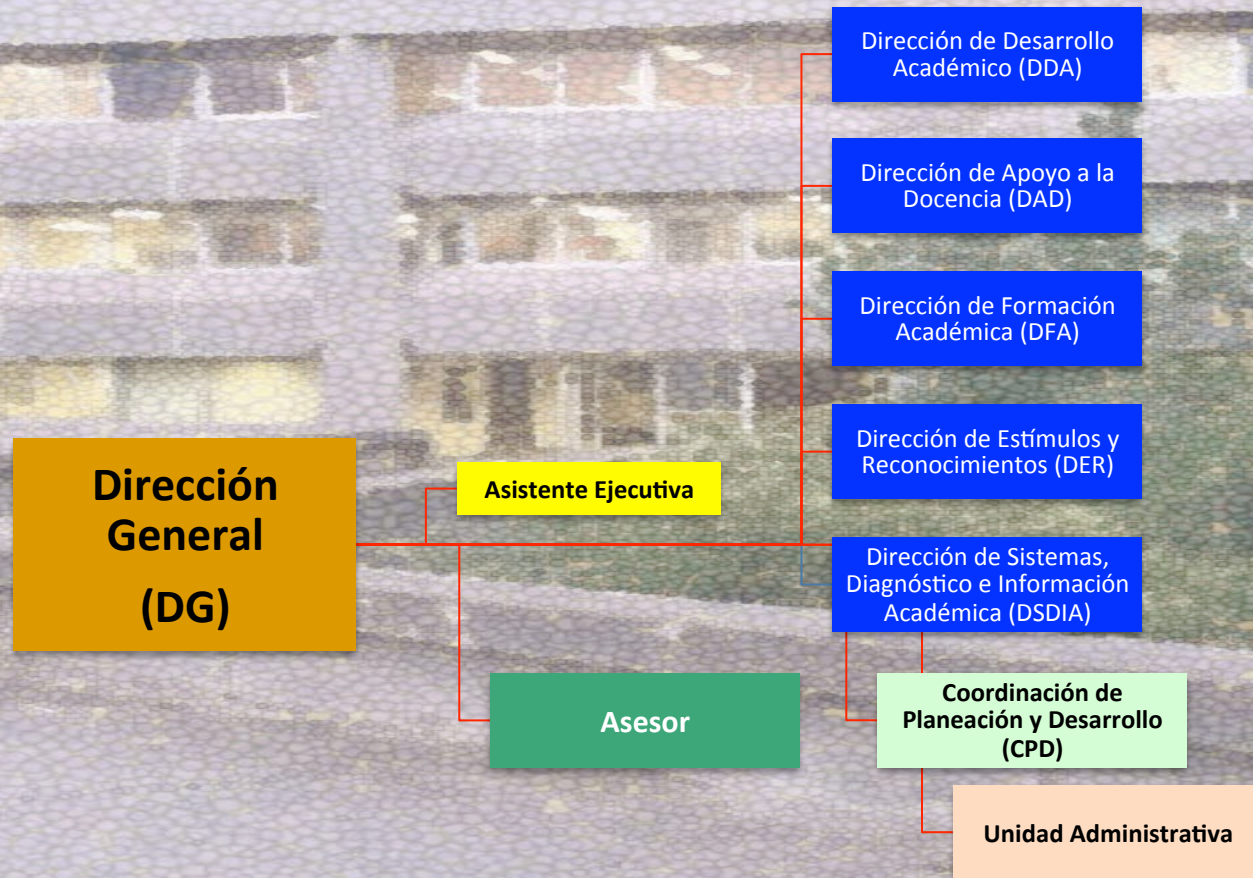 Dirección de Desarrollo
Académico (DDA)
Dirección de Apoyo a la
Docencia (DAD)
Dirección de Formación
Académica (DFA)
Dirección de Estímulos y
Reconocimientos (DER)
Dirección
General
(DG)
Asistente Ejecutiva
Dirección de Sistemas,
Diagnóstico e Información
Académica (DSDIA)
Asesor
Coordinación de
Planeación y Desarrollo
(CPD)
Unidad Administrativa